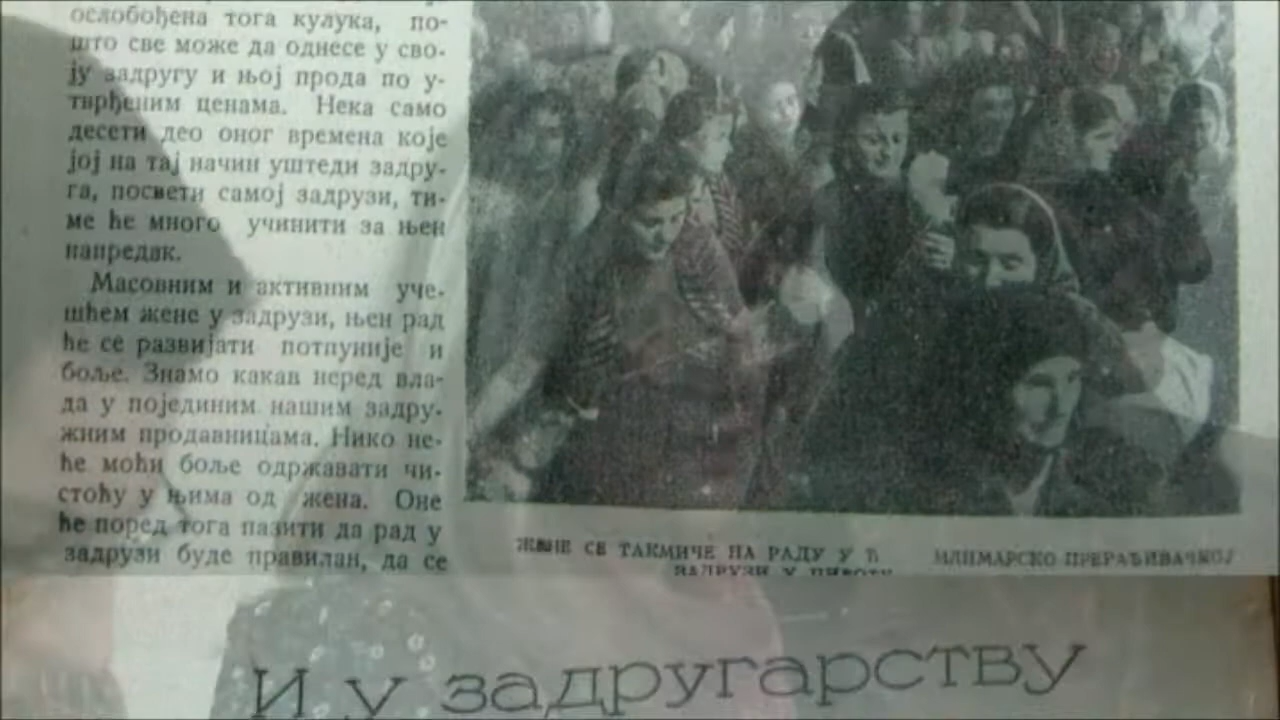 ослобођена тога кулука, по-
што све може да однесе у сво-
ју задругу и њој прода по у-
тврђеним ценама. Нека само
десети део оног времена које
јој на тај начин уштеди задру-
га, посвети самој задрузи, ти-
ме ће много учинити за њен
напредак.
Масовним и активним уче-
шћем жене у задрузи, њен рад
ће се развијати потпуније и
боље. Знамо какав неред вла-
да у појединим нашим задру-
жним продавницама. Нико не-
ће моћи боље одржавати чи-
стоћу у њима од жена. Оне
ће поред тога пазити да рад у
задрузи буде правилан, да се
ЖЕНЕ СЕ ТАКМИЧЕ НА РАДУ У Ћ ПРЕРАЂИВАЧКОЈ
ЗАДРУЗИ У ПИРОТУ
И у задругарству